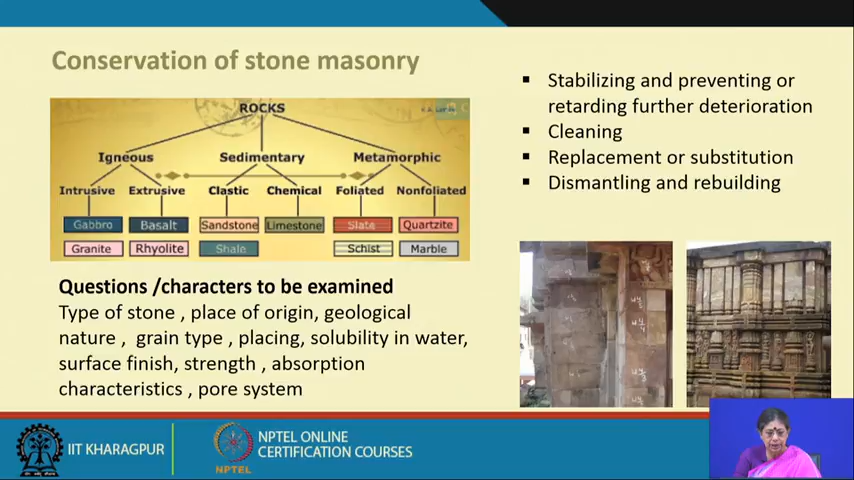 Conservation of stone masonry
ROCKS
Igneous Sedimentary Metamorphic
Intrusive Extrusive Clastic Chemical Foliated Nonfoliated
Gabbro Basalt Sandstone Limestone Slate Quartzite
Granite Rhyolite Shale Schist Marble
Questions /characters to be examined
Type of stone , place of origin, geological
nature , grain type , placing, solubility in water,
surface finish, strength , absorption
characteristics , pore system
▪ Stabilizing and preventing or
retarding further deterioration
▪ Cleaning
▪ Replacement or substitution
▪ Dismantling and rebuilding
IIT KHARAGPUR
NPTEL
NPTEL ONLINE
CERTIFICATION COURSES